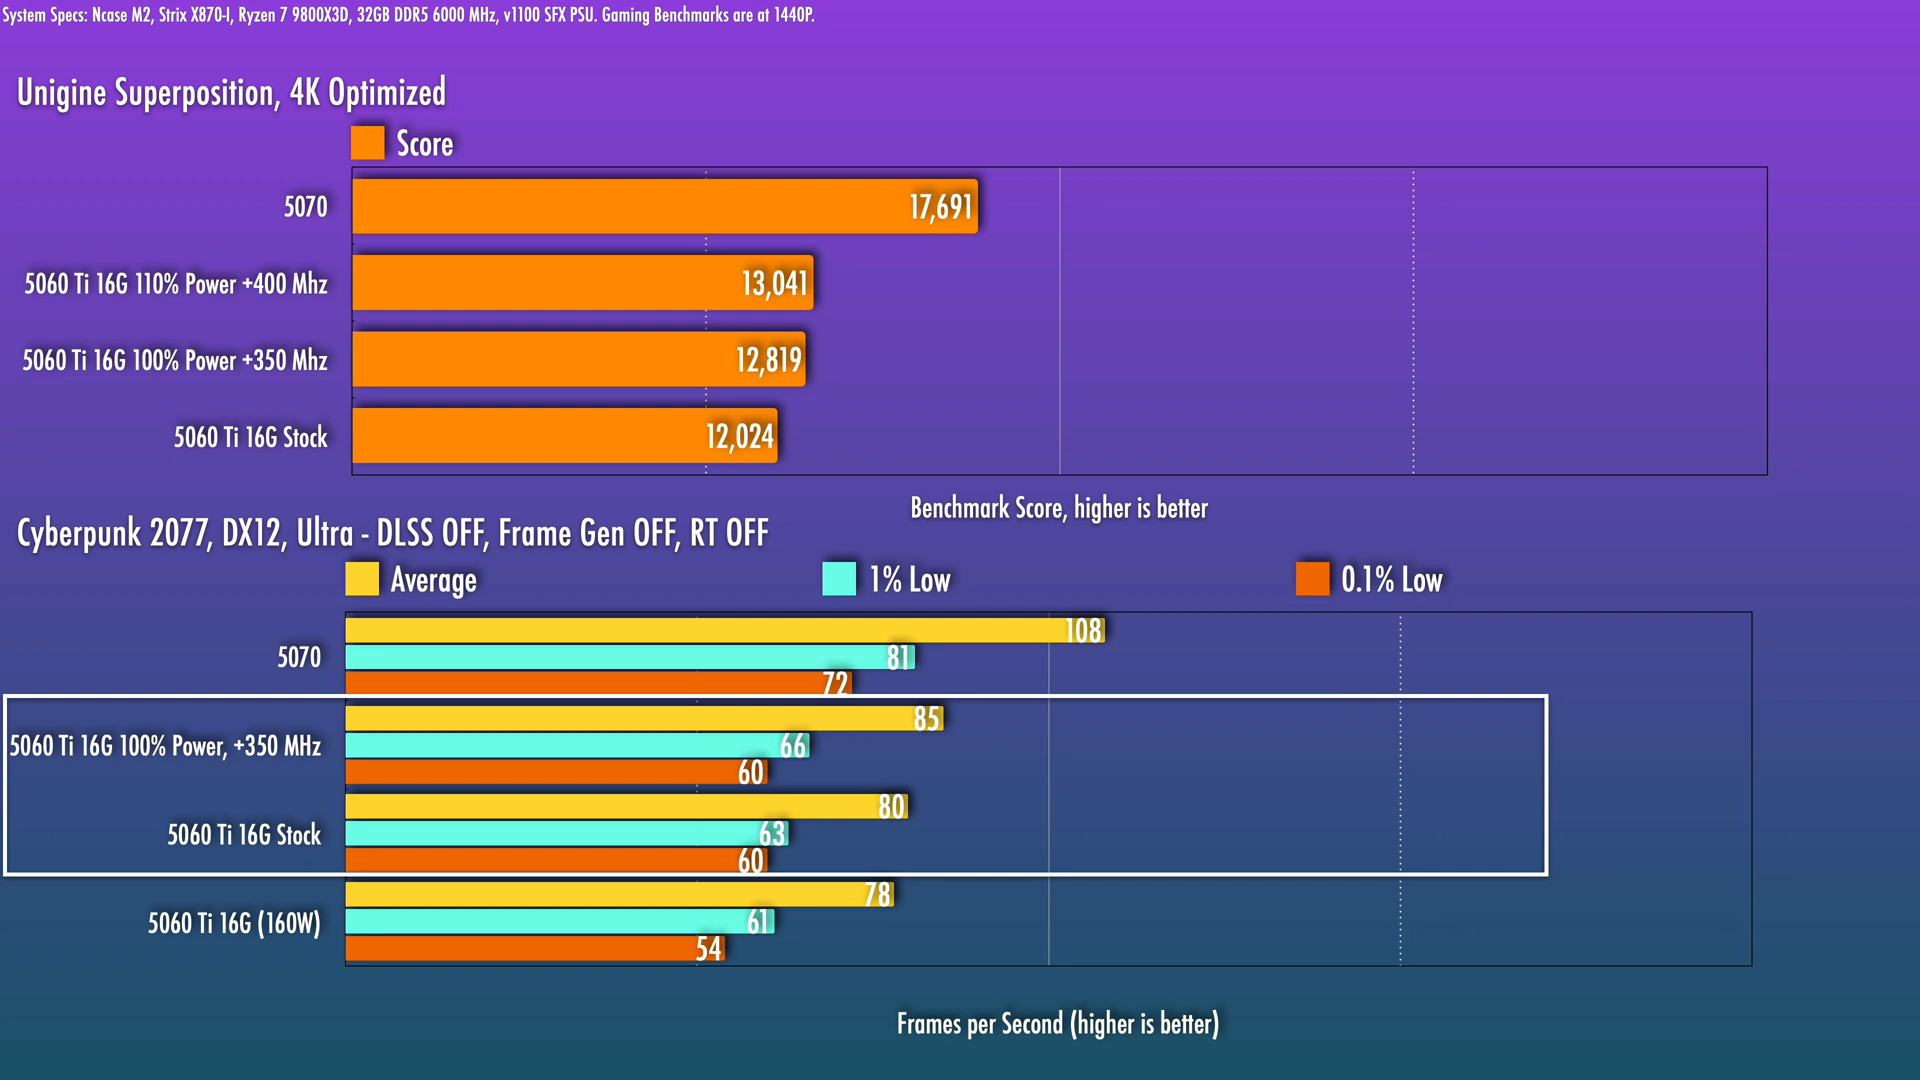 System Specs: Ncase M2, Strix X870-I, Ryzen 7 9800X3D, 32GB DDR5 6000 MHz, v1100 SFX PSU. Gaming Benchmarks are at 1440P.
Unigine Superposition, 4K Optimized
Score
5070
17,691
5060 Ti 16G 110% Power +400 Mhz
13,041
5060 Ti 16G 100% Power +350 Mhz
12,819
5060 Ti 16G Stock
12,024
Benchmark Score, higher is better
Cyberpunk 2077, DX12, Ultra - DLSS OFF, Frame Gen OFF, RT OFF
Average
1% Low
0.1% Low
5070
108
81
72
5060 Ti 16G 100% Power, +350 MHz
85
66
60
5060 Ti 16G Stock
80
63
60
5060 Ti 16G (160W)
78
61
54
Frames per Second (higher is better)